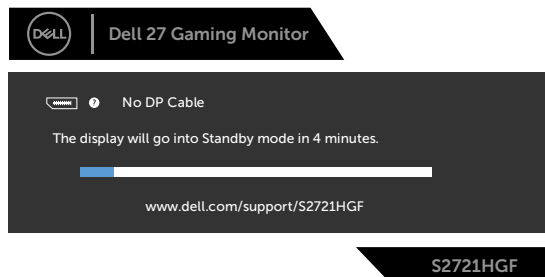 DELL
Dell 27 Gaming Monitor
? No DP Cable
The display will go into Standby mode in 4 minutes.
www.dell.com/support/S2721HGF
S2721HGF